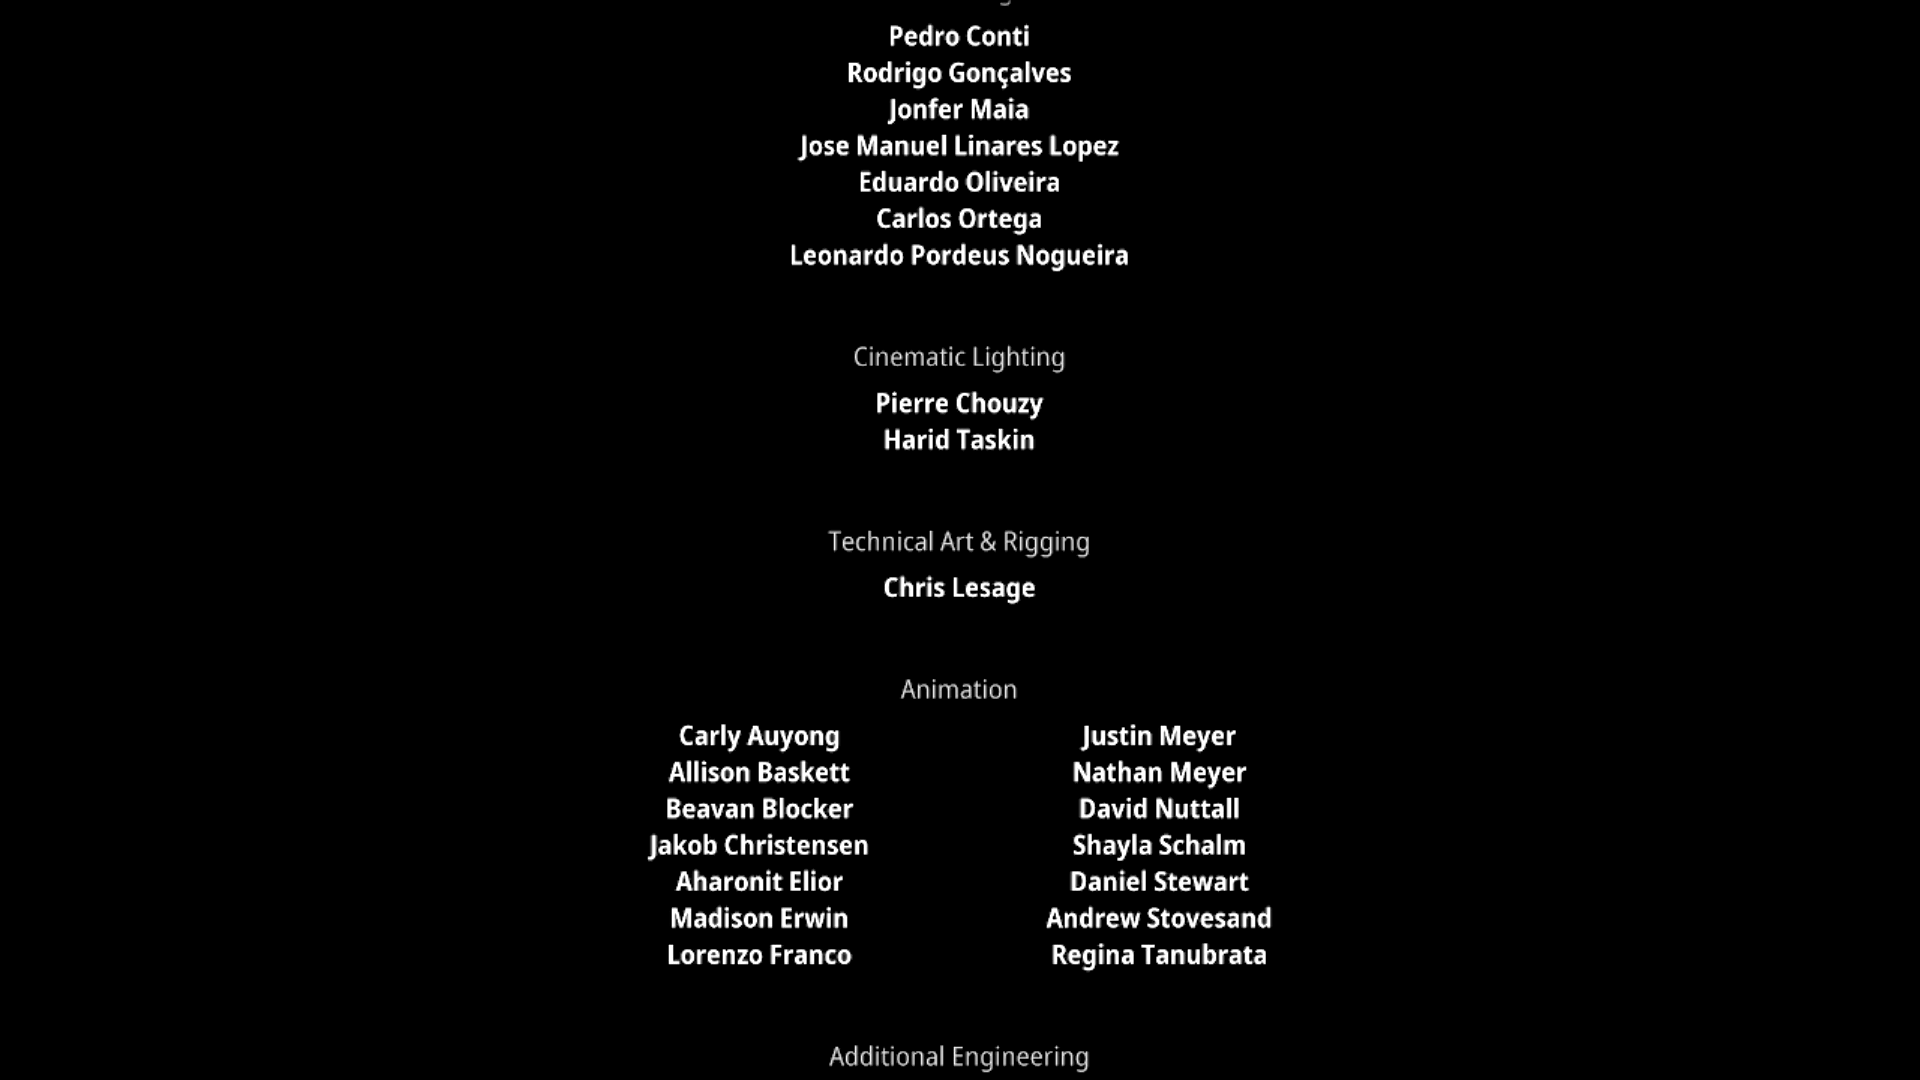 Pedro Conti
Rodrigo Gonçalves
Jonfer Maia
Jose Manuel Linares Lopez
Eduardo Oliveira
Carlos Ortega
Leonardo Pordeus Nogueira
Cinematic Lighting
Pierre Chouzy
Harid Taskin
Technical Art & Rigging
Chris Lesage
Animation
Carly Auyong
Allison Baskett
Beavan Blocker
Jakob Christensen
Aharonit Elior
Madison Erwin
Lorenzo Franco
Justin Meyer
Nathan Meyer
David Nuttall
Shayla Schalm
Daniel Stewart
Andrew Stovesand
Regina Tanubrata
Additional Engineering